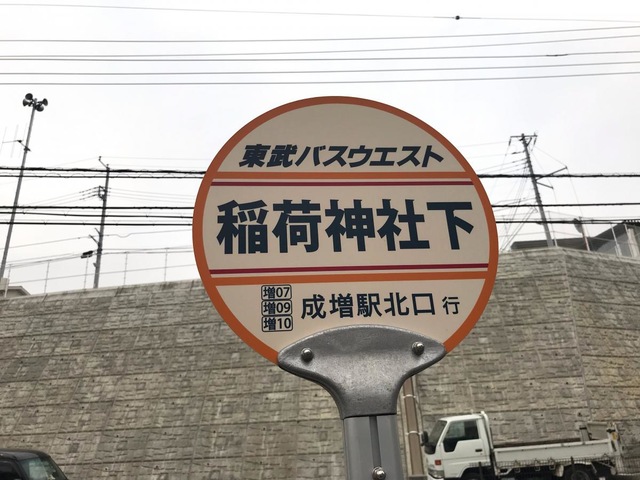 東武バスウエスト
稲荷神社下
増07
増09
増10
成増駅北口 行